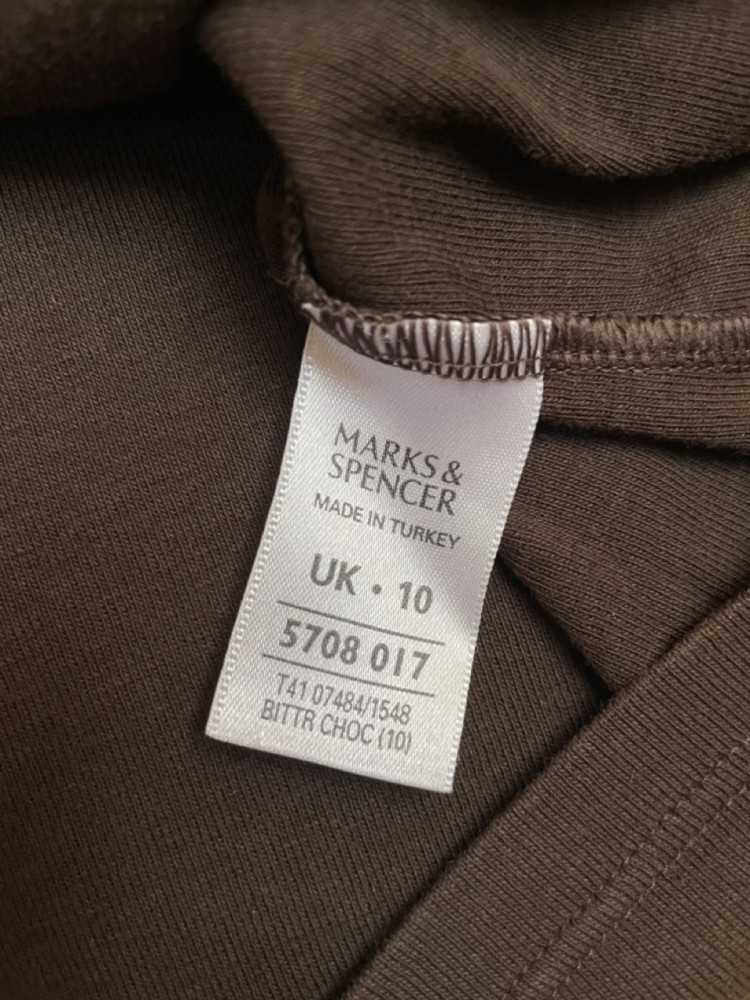 MARKS &
SPENCER
MADE IN TURKEY
UK • 10
5708 017
T41 07484/1548
BITTR CHOC (10)